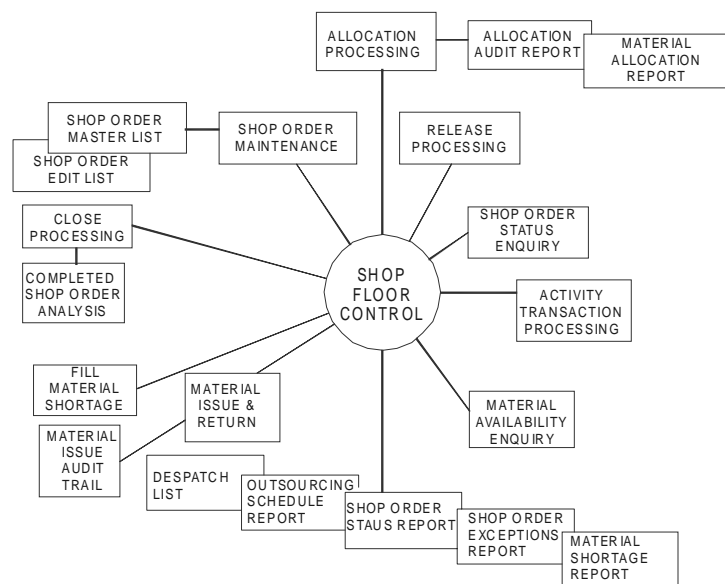 ALLOCATION
PROCESSING
ALLOCATION
AUDIT REPORT
MATERIAL
ALLOCATION
REPORT
SHOP ORDER
MASTER LIST
SHOP ORDER
EDIT LIST
SHOP ORDER
MAINTENANCE
RELEASE
PROCESSING
CLOSE
PROCESSING
COMPLETED
SHOP ORDER
ANALYSIS
SHOP ORDER
STATUS
ENQUIRY
SHOP
FLOOR
CONTROL
ACTIVITY
TRANSACTION
PROCESSING
FILL
MATERIAL
SHORTAGE
MATERIAL
ISSUE &
RETURN
MATERIAL
AVAILABILITY
ENQUIRY
MATERIAL
ISSUE
AUDIT
TRAIL
DESPATCH
LIST
OUTSOURCING
SCHEDULE
REPORT
SHOP ORDER
STAUS REPORT
SHOP ORDER
EXCEPTIONS
REPORT
MATERIAL
SHORTAGE
REPORT